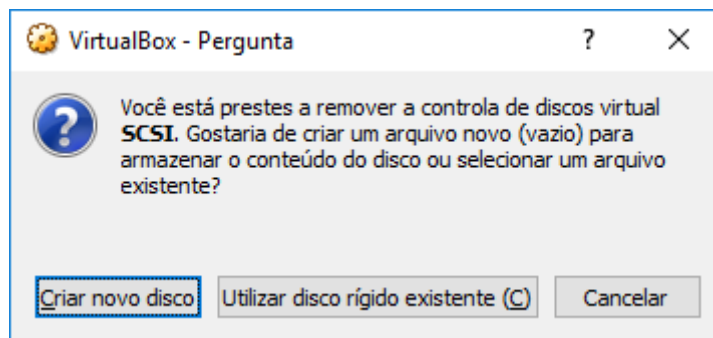 VirtualBox - Pergunta
Você está prestes a remover a controla de discos virtual
SCSI. Gostaria de criar um arquivo novo (vazio) para
armazenar o conteúdo do disco ou selecionar um arquivo
existente?
Criar novo disco Utilizar disco rígido existente (C) Cancelar